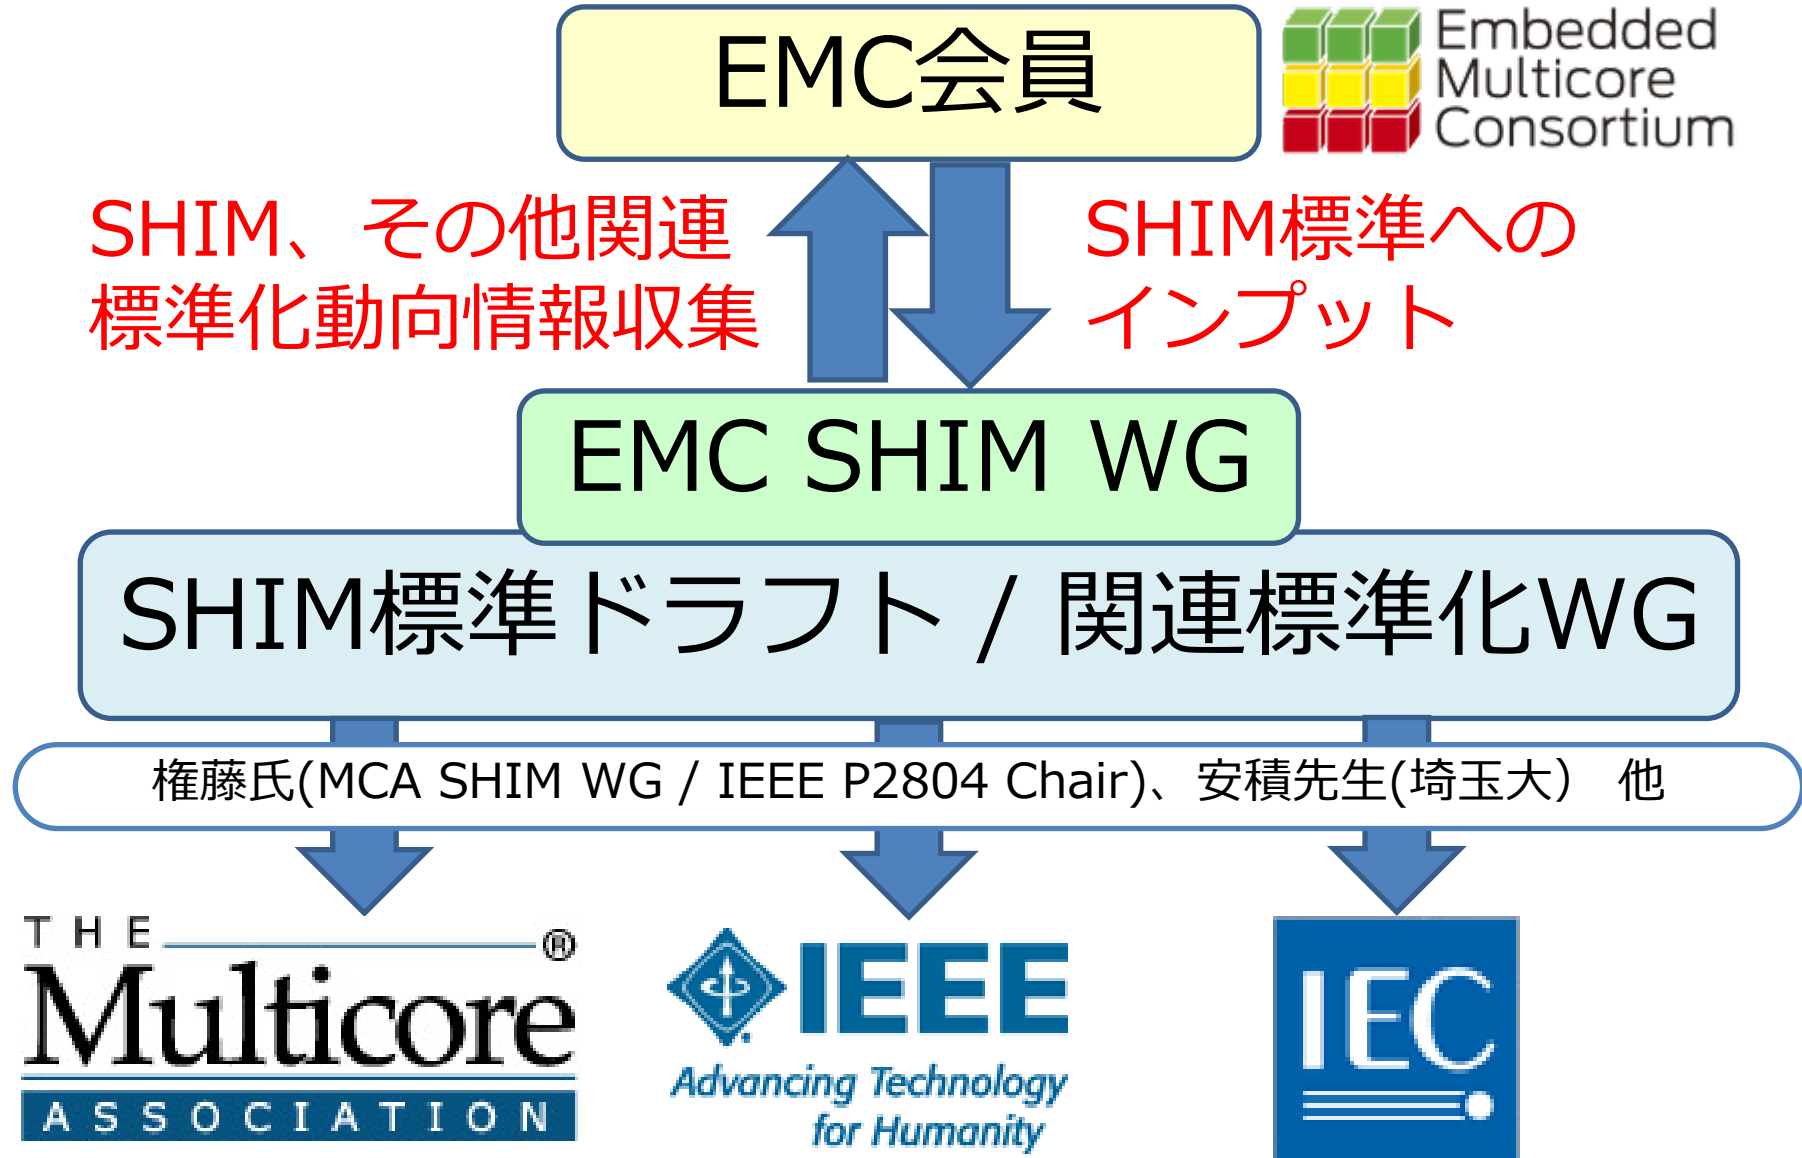 EMC会員
Embedded
Multicore
Consortium
SHIM、その他関連
標準化動向情報収集
SHIM標準への
インプット
EMC SHIM WG
SHIM標準ドラフト / 関連標準化WG
権藤氏(MCA SHIM WG / IEEE P2804 Chair)、安積先生(埼玉大） 他
THE
Multicore®
ASSOCIATION
IEEE
Advancing Technology
for Humanity
IEC